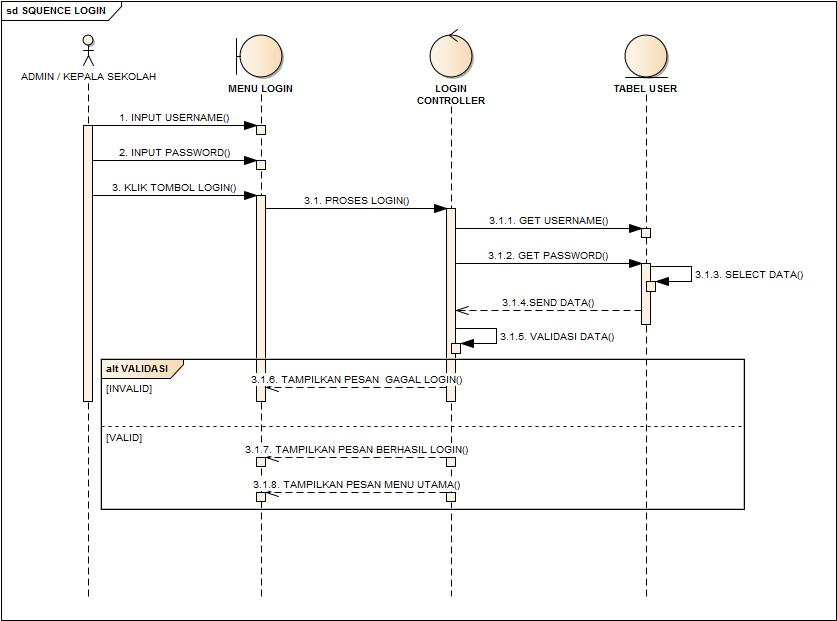 sd SQUENCE LOGIN
ADMIN / KEPALA SEKOLAH
MENU LOGIN
LOGIN
CONTROLLER
TABEL USER
1. INPUT USERNAME()
2. INPUT PASSWORD()
3. KLIK TOMBOL LOGIN()
3.1. PROSES LOGIN()
3.1.1. GET USERNAME()
3.1.2. GET PASSWORD()
3.1.3. SELECT DATA()
3.1.4.SEND DATA()
3.1.5. VALIDASI DATA()
alt VALIDASI
3.1.6. TAMPILKAN PESAN  GAGAL LOGIN()
[INVALID]
[VALID]
3.1.7. TAMPILKAN PESAN BERHASIL LOGIN()
3.1.8. TAMPILKAN PESAN MENU UTAMA()